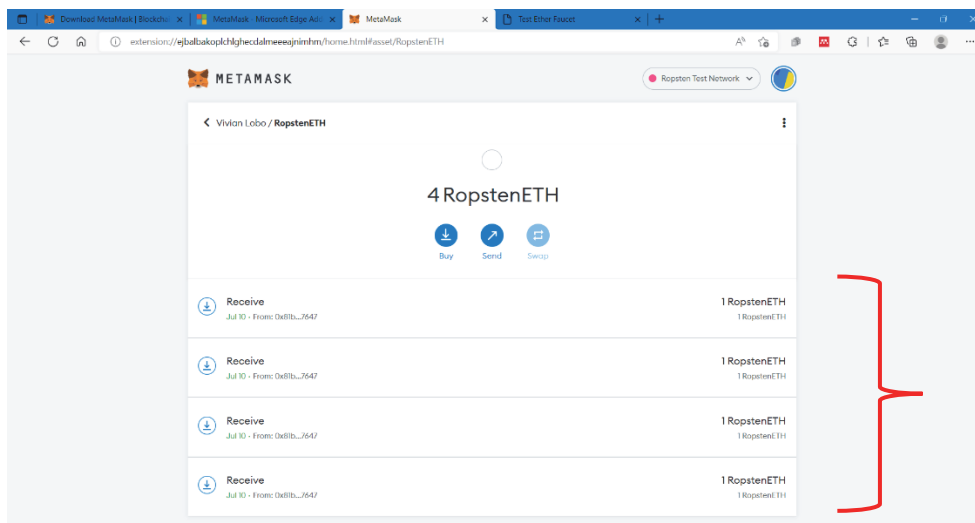 Download MetaMask | Blockchai
MetaMask - Microsoft Edge Add
MetaMask
Test Ether Faucet
extension://ejbalbakoplchlghecdalmeeeajnimhm/home.html#asset/RopstenETH
METAMASK
Ropsten Test Network
Vivian Lobo / RopstenETH
4 RopstenETH
Buy Send Swap
Receive 1 RopstenETH
Jul 10 · From: 0x81b...7647 1 RopstenETH
Receive 1 RopstenETH
Jul 10 · From: 0x81b...7647 1 RopstenETH
Receive 1 RopstenETH
Jul 10 · From: 0x81b...7647 1 RopstenETH
Receive 1 RopstenETH
Jul 10 · From: 0x81b...7647 1 RopstenETH